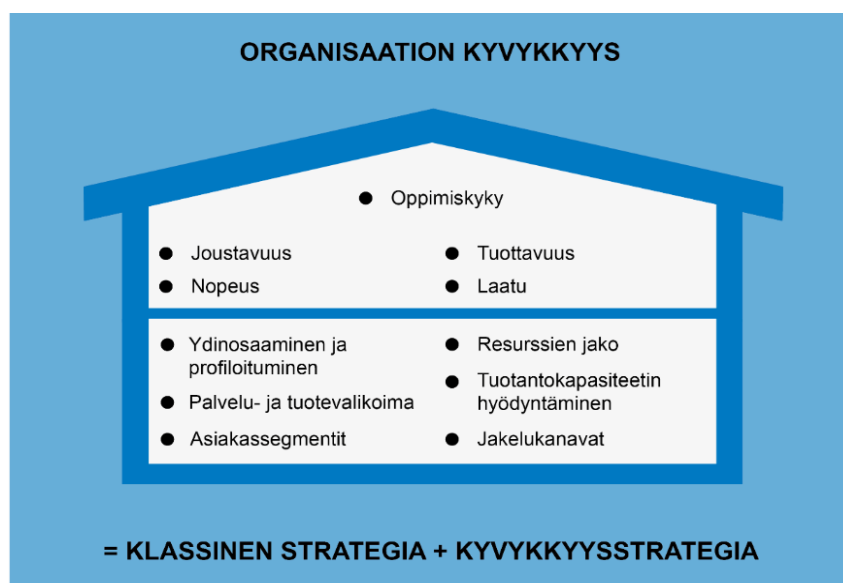 ORGANISAATION KYVYKKYYS
● Oppimiskyky
● Joustavuus
● Nopeus
● Tuottavuus
● Laatu
● Ydinosaaminen ja
profiloituminen
● Palvelu- ja tuotevalikoima
● Asiakassegmentit
● Resurssien jako
● Tuotantokapasiteetin
hyödyntäminen
● Jakelukanavat
= KLASSINEN STRATEGIA + KYVYKKYYSSTRATEGIA